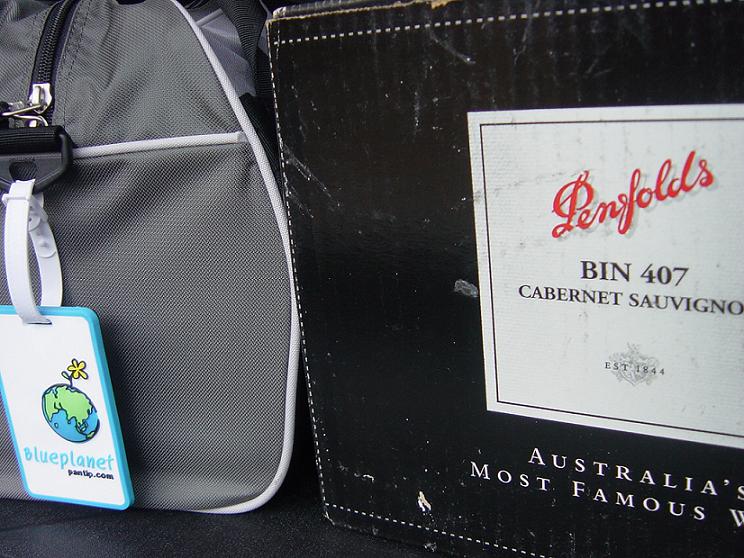 Blueplanet
pantip.com
Penfolds
BIN 407
CABERNET SAUVIGNO
EST 1844
AUSTRALIA'S
MOST FAMOUS W